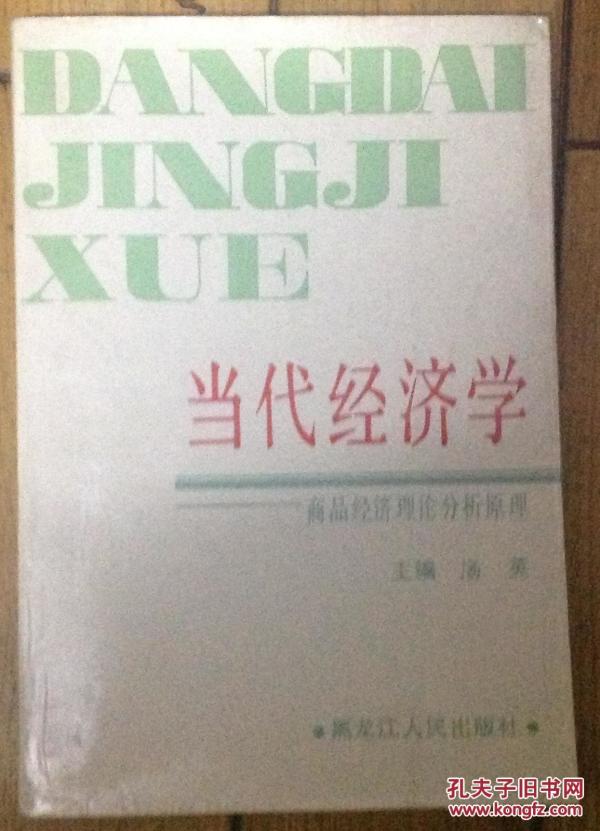 DANGDAI
JINGJI
XUE
当代经济学
——商品经济理论分析原理
主编 汤 英
黑龙江人民出版社
孔夫子旧书网
www.kongfz.com